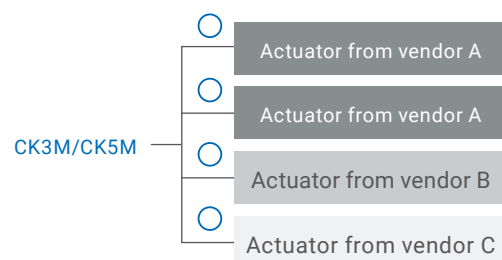 Actuator from vendor A
Actuator from vendor A
CK3M/CK5M
Actuator from vendor B
Actuator from vendor C